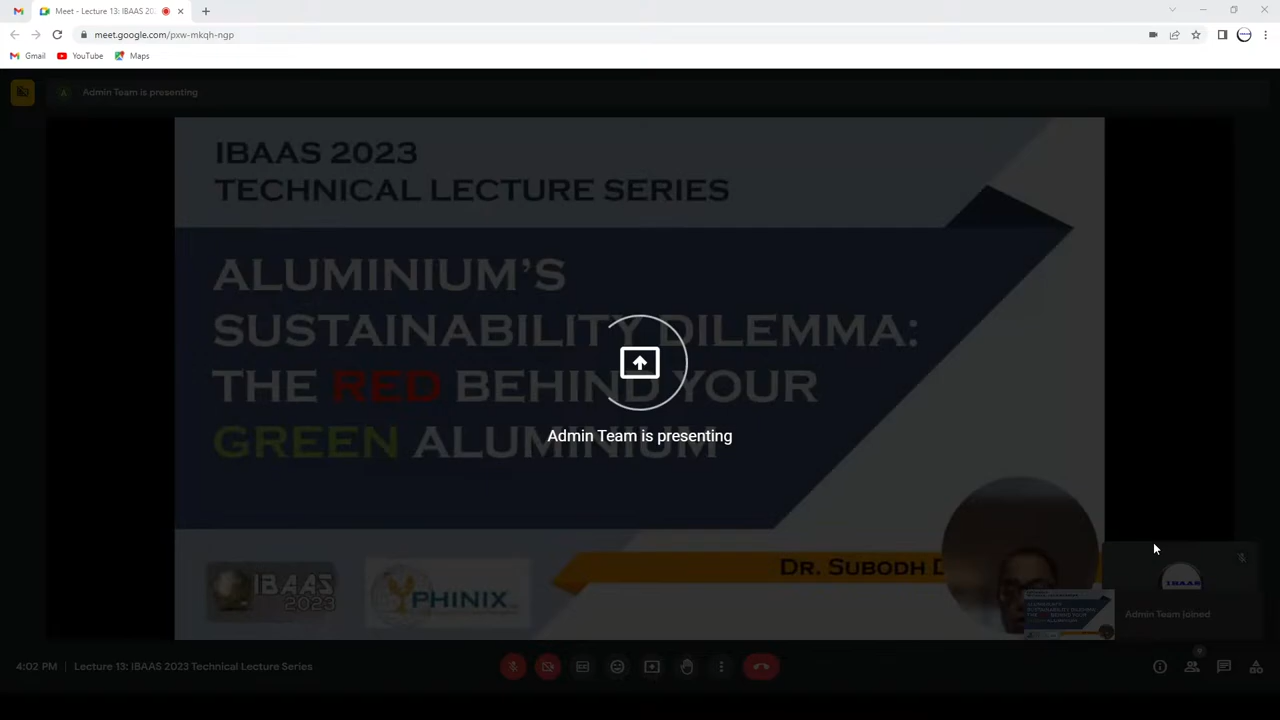 Meet - Lecture 13: IBAAS 20
meet.google.com/pxw-mkqh-ngp
Gmail
YouTube
Maps
A
Admin Team is presenting
IBAAS 2023
TECHNICAL LECTURE SERIES
ALUMINIUM'S
SUSTAINABILITY DILEMMA:
THE RED BEHIND YOUR
GREEN ALUMINIUM
Admin Team is presenting
DR. SUBODH D
IBAAS
2023
PHINIX
IBAAS
Admin Team joined
4:02 PM | Lecture 13: IBAAS 2023 Technical Lecture Series